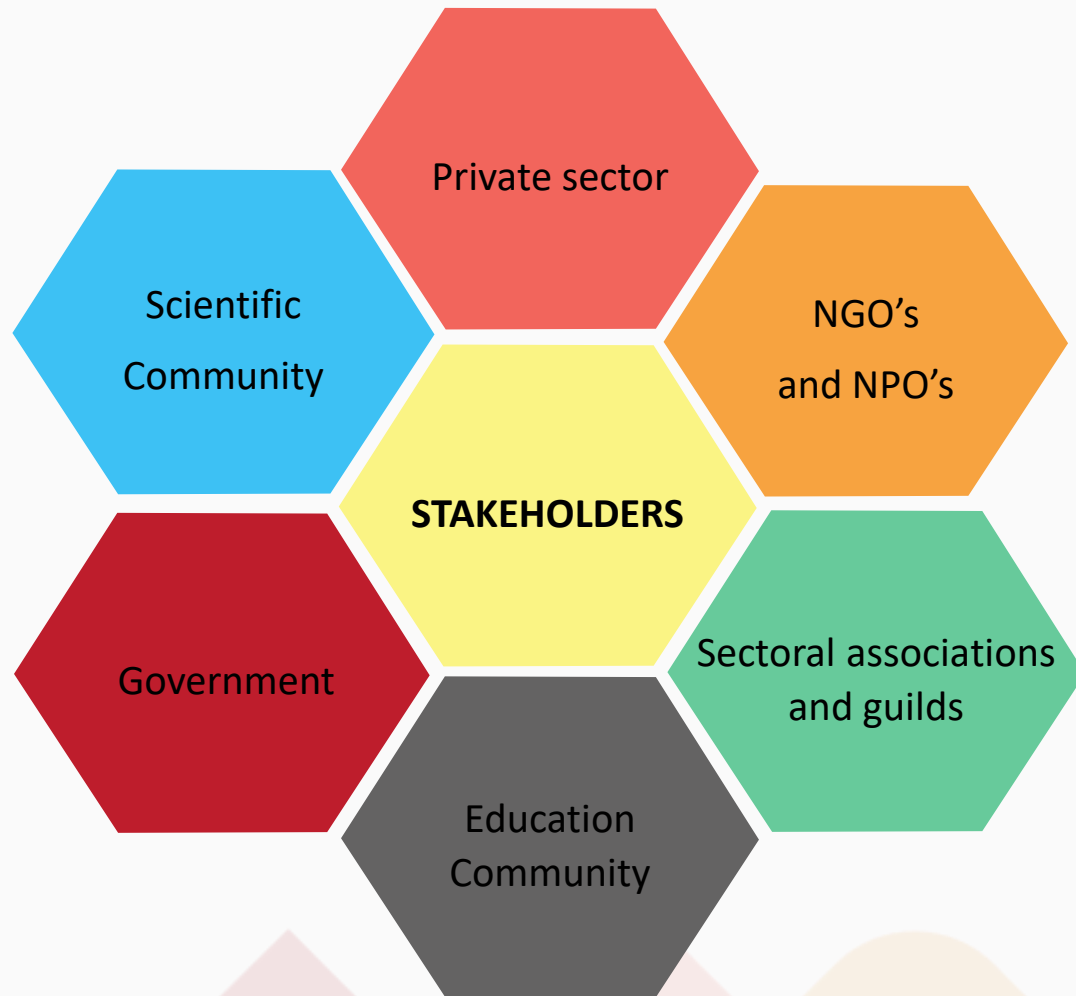 Private sector
Scientific
Community
NGO’s
and NPO’s
STAKEHOLDERS
Government
Sectoral associations
and guilds
Education
Community